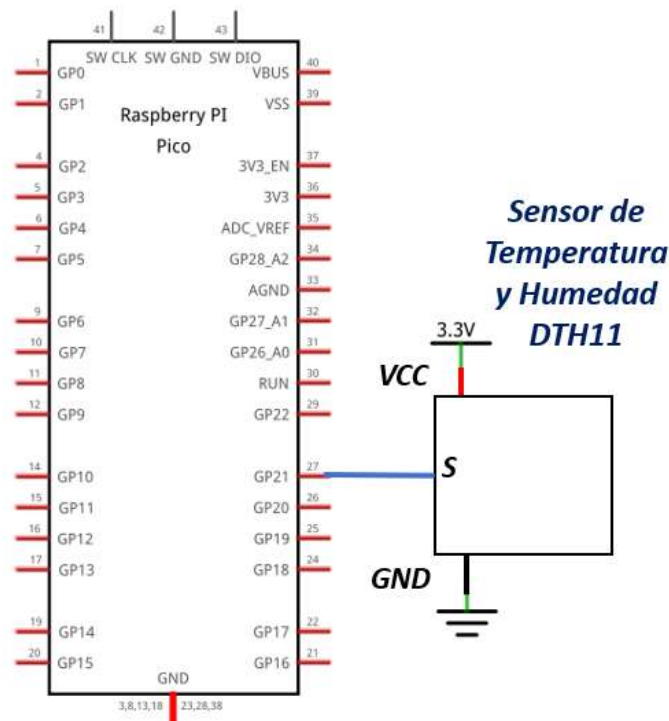 41 42 43
SW CLK SW GND SW DIO
1 GP0 VBUS 40
2 GP1 VSS 39
Raspberry PI
Pico
4 GP2 3V3_EN 37
5 GP3 3V3 36
6 GP4 ADC_VREF 35
7 GP5 GP28_A2 34
AGND 33
9 GP6 GP27_A1 32
10 GP7 GP26_A0 31
11 GP8 RUN 30
12 GP9 GP22 29
14 GP10 GP21 27
15 GP11 GP20 26
16 GP12 GP19 25
17 GP13 GP18 24
19 GP14 GP17 22
20 GP15 GP16 21
GND
3,8,13,18 23,28,38
Sensor de
Temperatura
y Humedad
DTH11
3.3V
VCC
S
GND